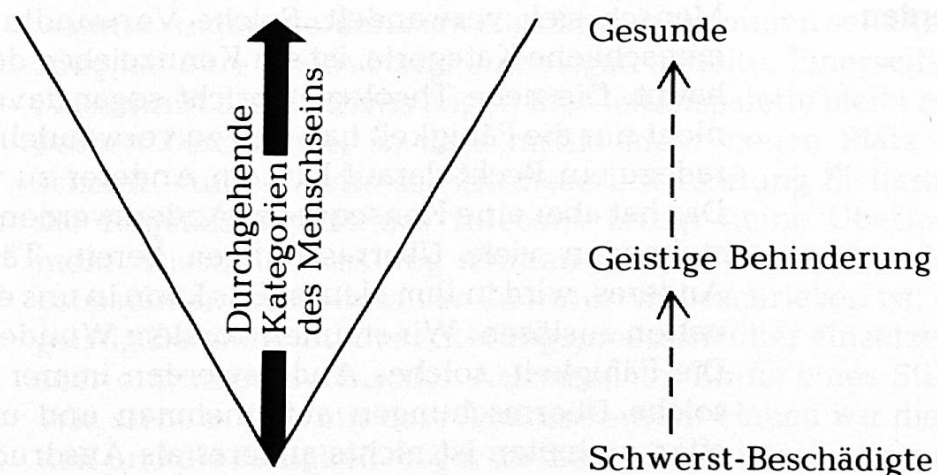 Gesunde
Durchgehende
Kategorien
des Menschseins
Geistige Behinderung
Schwerst-Beschädigte